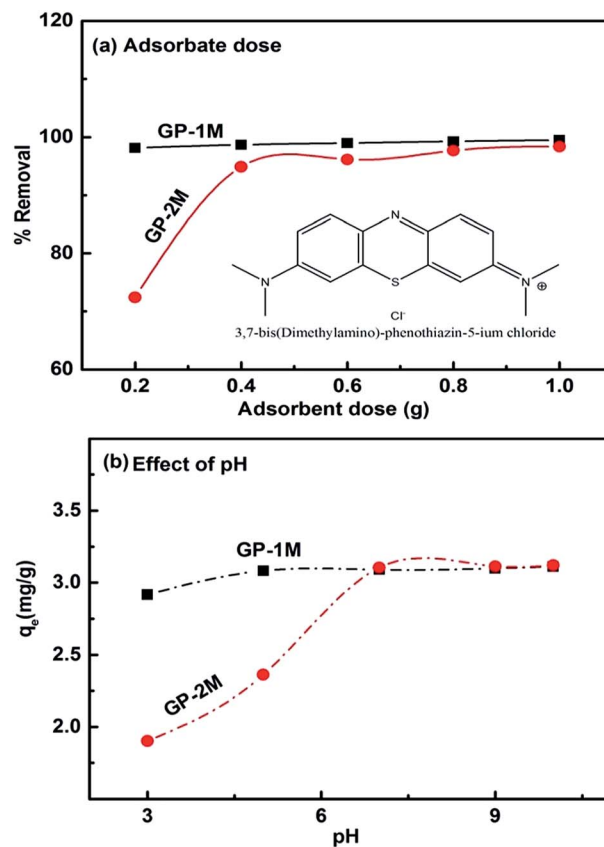 (a) Adsorbate dose
120
100
80
60
% Removal
GP-1M
GP-2M
N
N
S
N
⊕
Cl-
3,7-bis(Dimethylamino)-phenothiazin-5-ium chloride
0.2 0.4 0.6 0.8 1.0
Adsorbent dose (g)
(b) Effect of pH
3.5
3.0
2.5
2.0
qe(mg/g)
GP-1M
GP-2M
3 6 9
pH